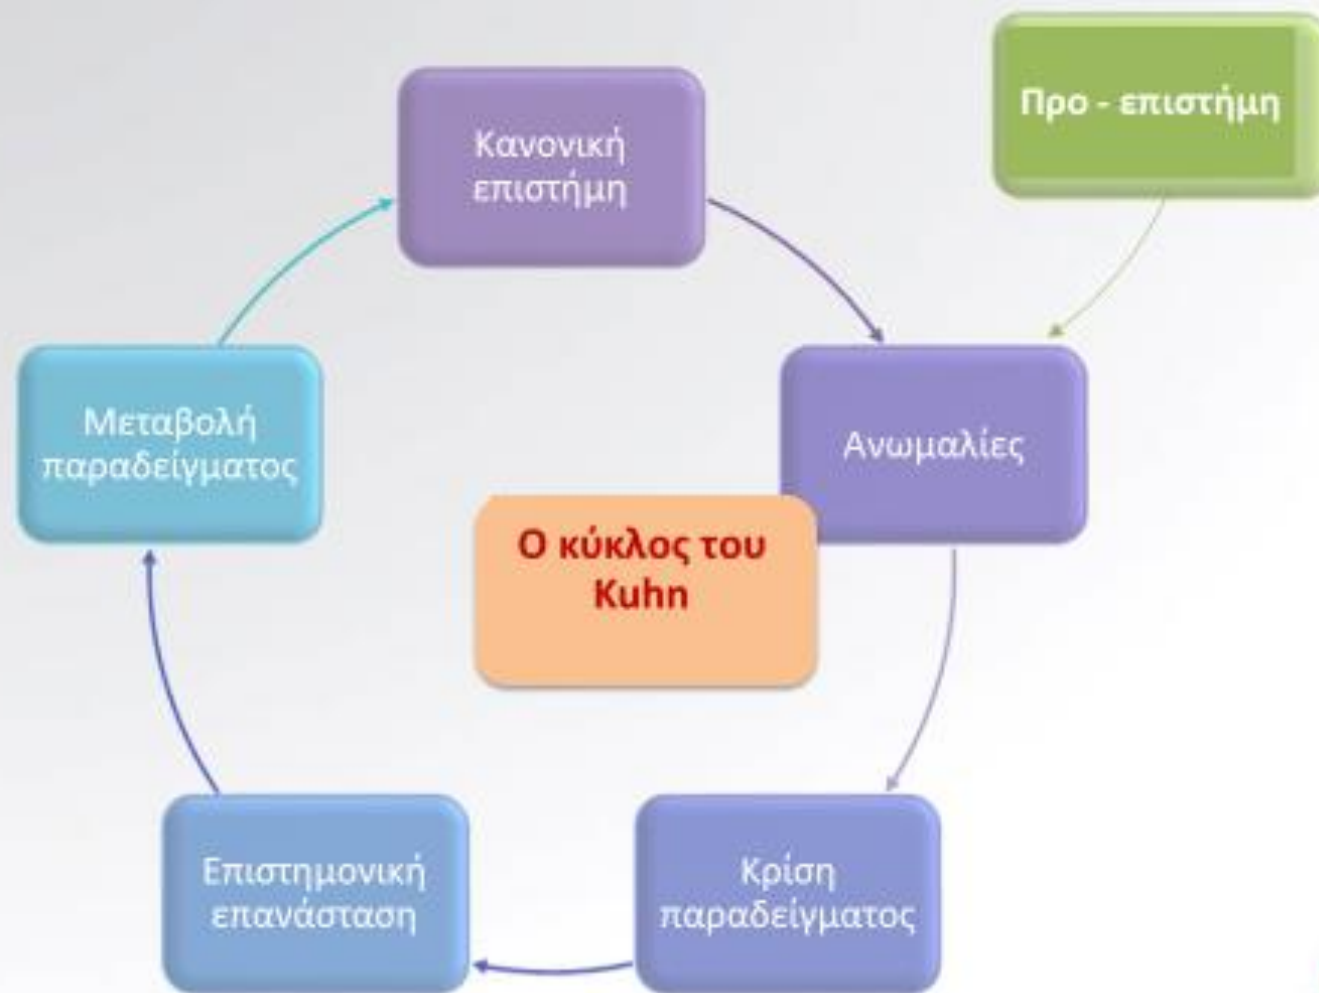 Προ - επιστήμη
Κανονική
επιστήμη
Ανωμαλίες
Μεταβολή
παραδείγματος
Ο κύκλος του
Kuhn
Επιστημονική
επανάσταση
Κρίση
παραδείγματος